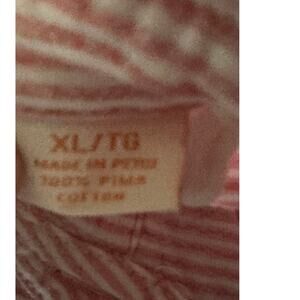 XL/TG
MADE IN PERU
100% PIMA
COTTON